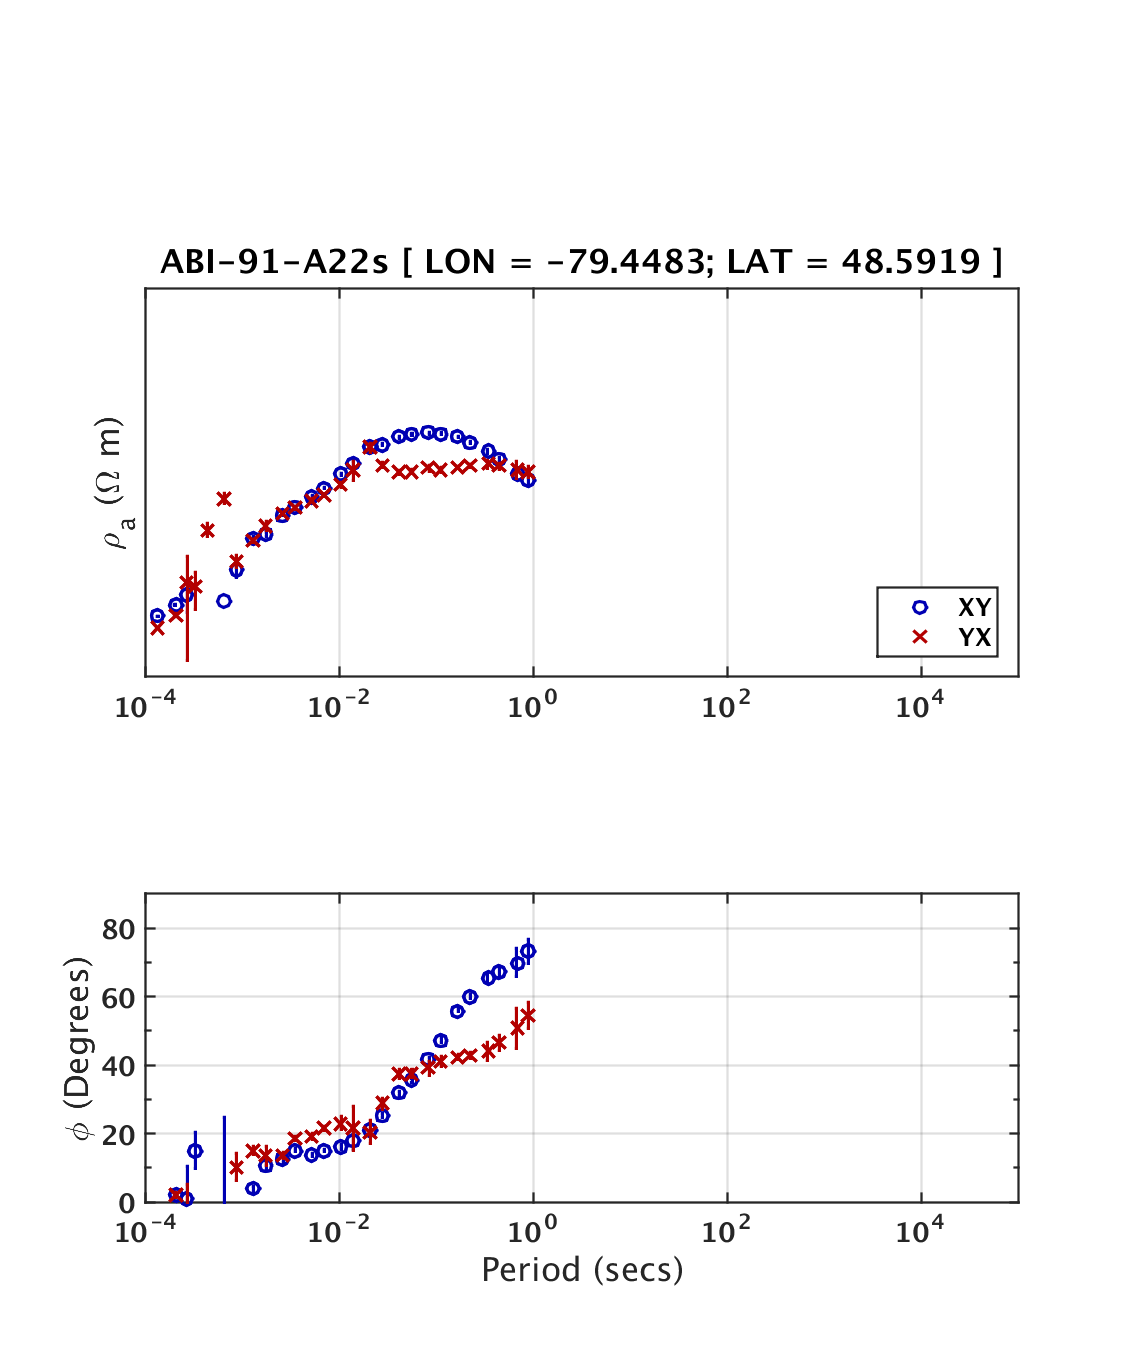 ABI-91-A22s [ LON = -79.4483; LAT = 48.5919 ]
ρa (Ω m)
XY
YX
10^-4 10^-2 10^0 10^2 10^4
80
60
40
20
0
ϕ (Degrees)
10^-4 10^-2 10^0 10^2 10^4
Period (secs)